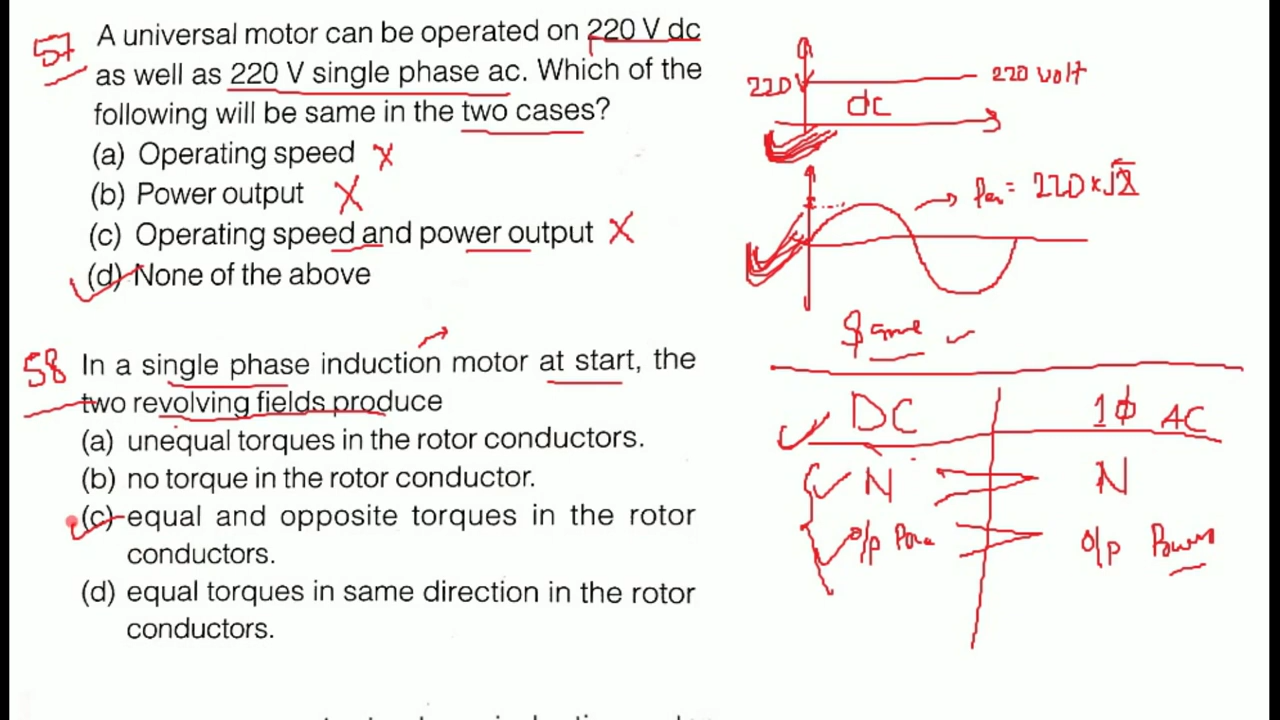 57
A universal motor can be operated on 220 V dc
as well as 220 V single phase ac. Which of the
following will be same in the two cases?
(a) Operating speed X
(b) Power output X
(c) Operating speed and power output X
(d) None of the above
58
In a single phase induction motor at start, the
two revolving fields produce
(a) unequal torques in the rotor conductors.
(b) no torque in the rotor conductor.
(c) equal and opposite torques in the rotor
conductors.
(d) equal torques in same direction in the rotor
conductors.
220V
220 volt
dc
= 220×√2
Same
DC
1ϕ AC
N
N
o/p
o/p Power